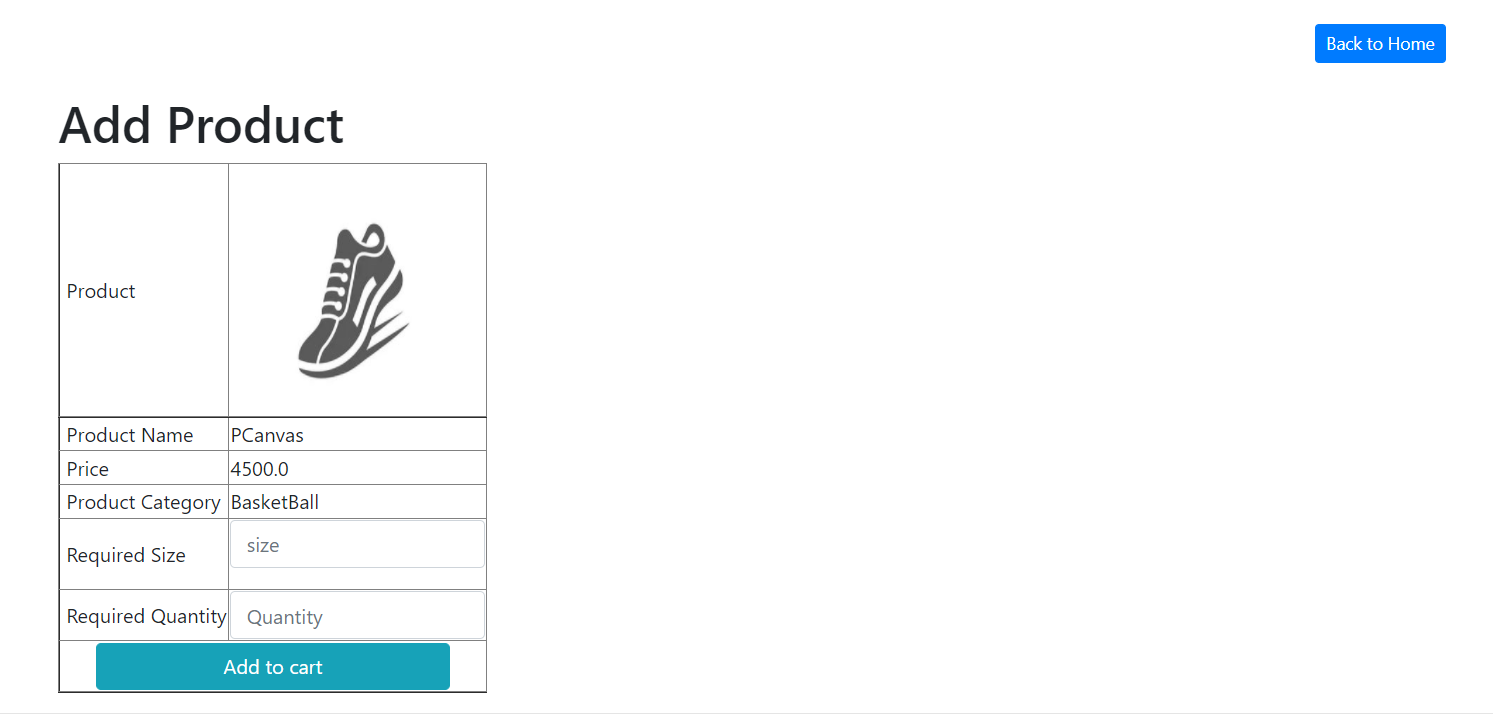 Back to Home
Add Product
Product
Product Name PCanvas
Price 4500.0
Product Category BasketBall
Required Size size
Required Quantity Quantity
Add to cart